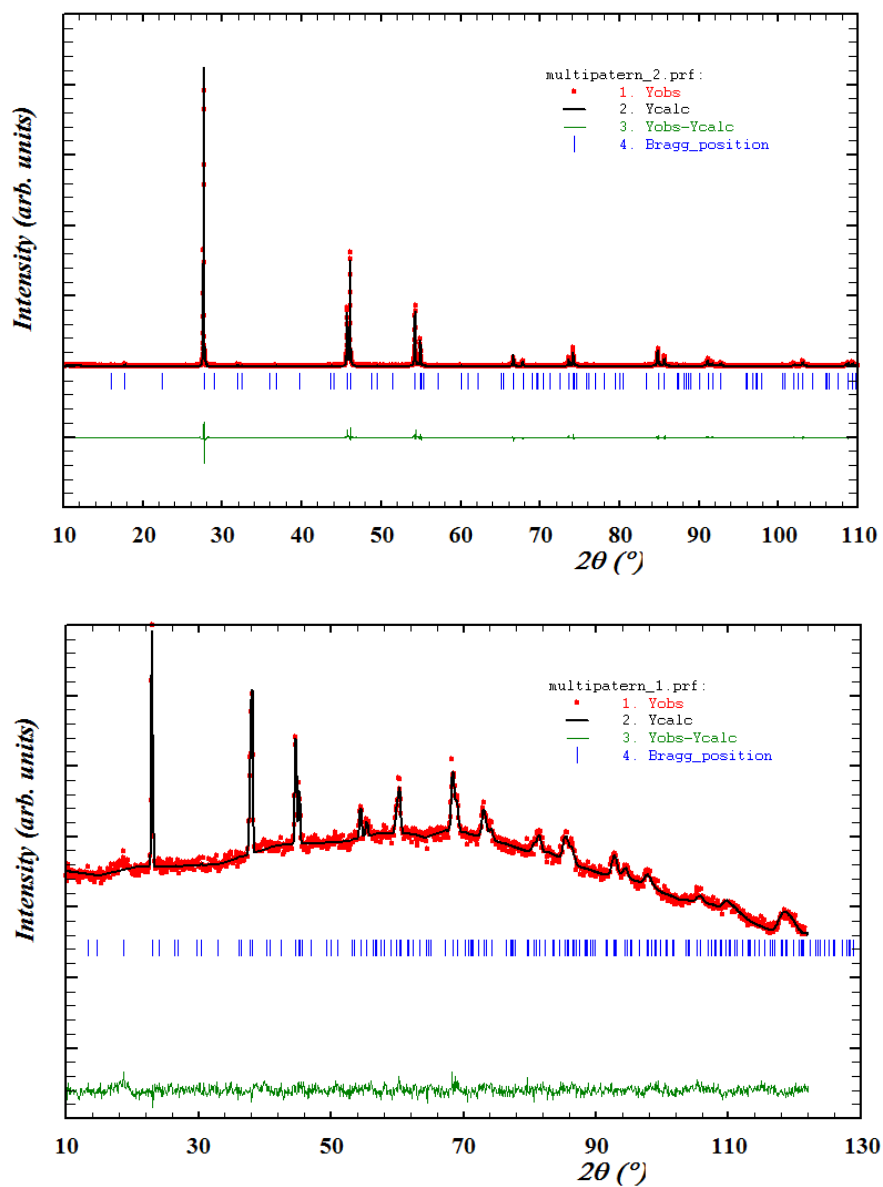 multipatern_2.prf:
1. Yobs
2. Ycalc
3. Yobs-Ycalc
4. Bragg_position
Intensity (arb. units)
10 20 30 40 50 60 70 80 90 100 110
2θ (°)
multipatern_1.prf:
1. Yobs
2. Ycalc
3. Yobs-Ycalc
4. Bragg_position
Intensity (arb. units)
10 30 50 70 90 110 130
2θ (°)